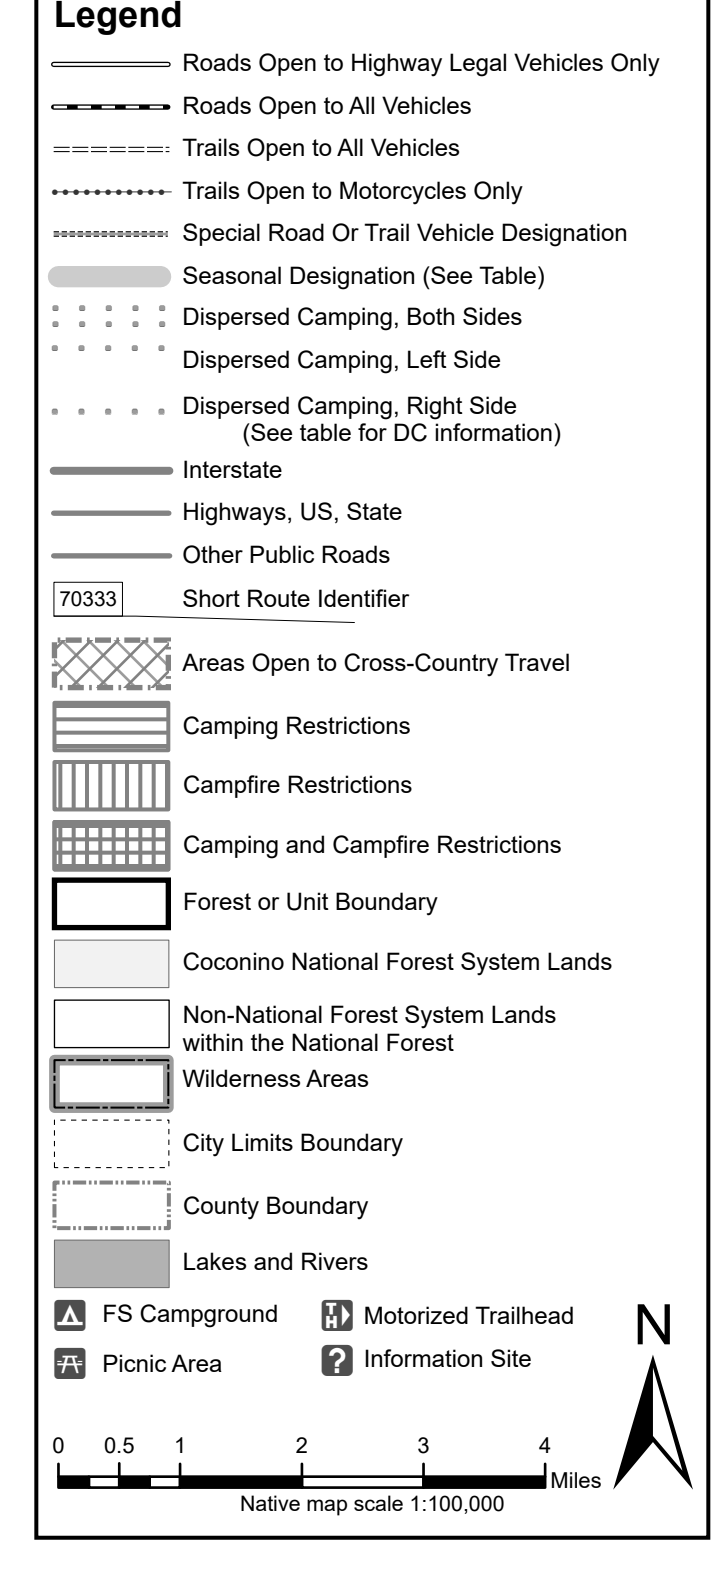 Legend
Roads Open to Highway Legal Vehicles Only
Roads Open to All Vehicles
Trails Open to All Vehicles
Trails Open to Motorcycles Only
Special Road Or Trail Vehicle Designation
Seasonal Designation (See Table)
Dispersed Camping, Both Sides
Dispersed Camping, Left Side
Dispersed Camping, Right Side
(See table for DC information)
Interstate
Highways, US, State
Other Public Roads
70333 Short Route Identifier
Areas Open to Cross-Country Travel
Camping Restrictions
Campfire Restrictions
Camping and Campfire Restrictions
Forest or Unit Boundary
Coconino National Forest System Lands
Non-National Forest System Lands
within the National Forest
Wilderness Areas
City Limits Boundary
County Boundary
Lakes and Rivers
FS Campground
TH Motorized Trailhead
Picnic Area
? Information Site
N
0 0.5 1 2 3 4
Miles
Native map scale 1:100,000